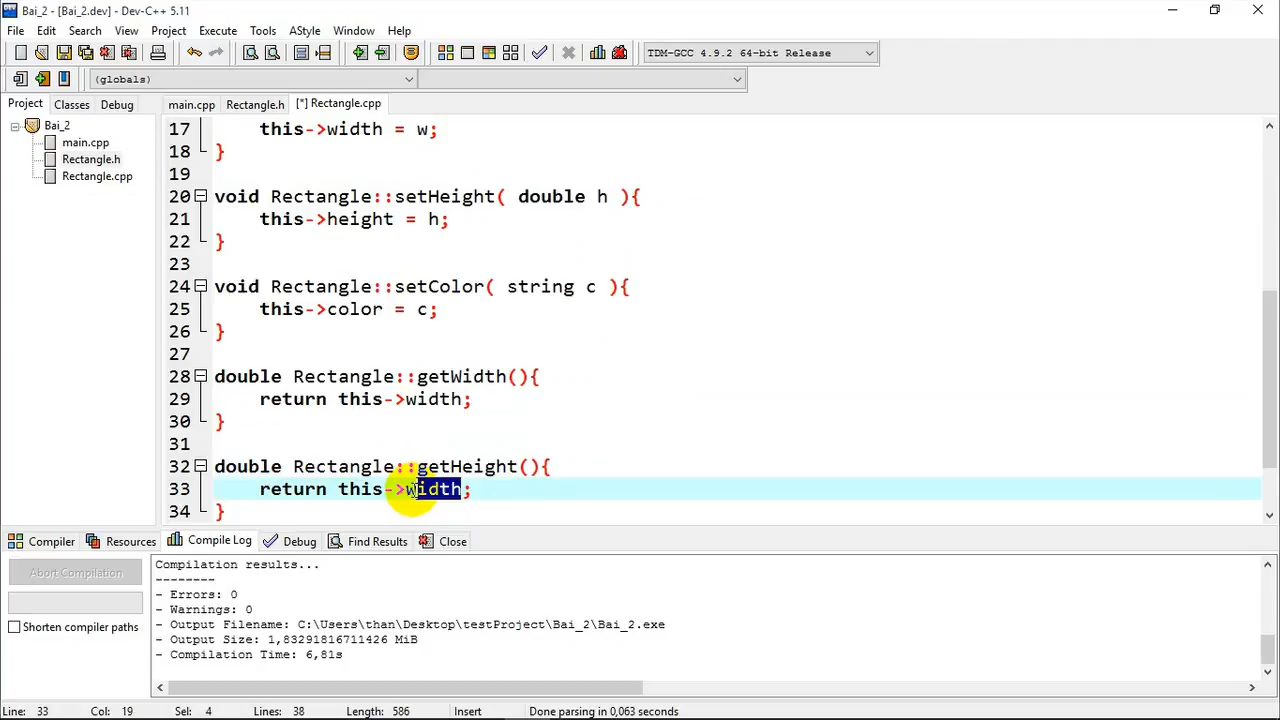 Bai_2 - [Bai_2.dev] - Dev-C++ 5.11
File Edit Search View Project Execute Tools AStyle Window Help
TDM-GCC 4.9.2 64-bit Release
(globals)
Project Classes Debug
main.cpp Rectangle.h [*] Rectangle.cpp
Bai_2
main.cpp
Rectangle.h
Rectangle.cpp
17 this->width = w;
18 }
19
20 void Rectangle::setHeight( double h ){
21 this->height = h;
22 }
23
24 void Rectangle::setColor( string c ){
25 this->color = c;
26 }
27
28 double Rectangle::getWidth(){
29 return this->width;
30 }
31
32 double Rectangle::getHeight(){
33 return this->width;
34 }
Compiler Resources Compile Log Debug Find Results Close
Abort Compilation
Shorten compiler paths
Compilation results...
--------
- Errors: 0
- Warnings: 0
- Output Filename: C:\Users\than\Desktop\testProject\Bai_2\Bai_2.exe
- Output Size: 1,83291816711426 MiB
- Compilation Time: 6,81s
Line: 33 Col: 19 Sel: 4 Lines: 38 Length: 586 Insert Done parsing in 0,063 seconds